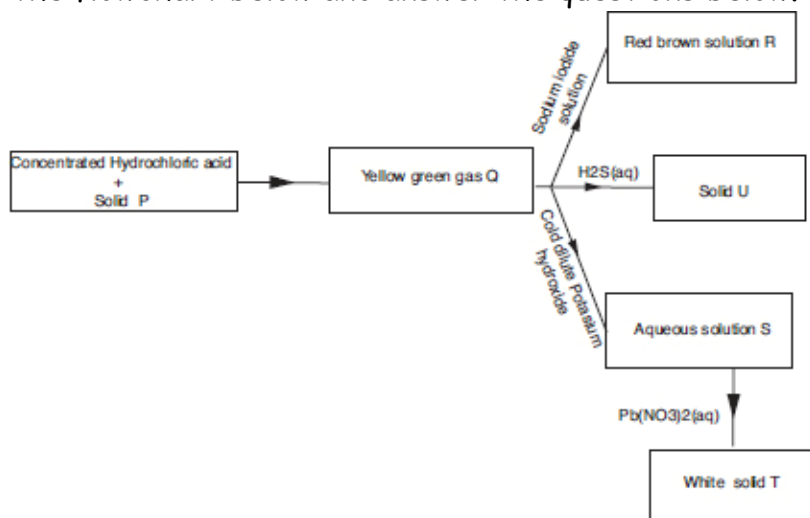 Red brown solution R
Sodium iodide
solution
Concentrated Hydrochloric acid
+
Solid P
Yellow green gas Q
H2S(aq)
Solid U
Cold dilute Potasium
hydroxide
Aqueous solution S
Pb(NO3)2(aq)
White solid T